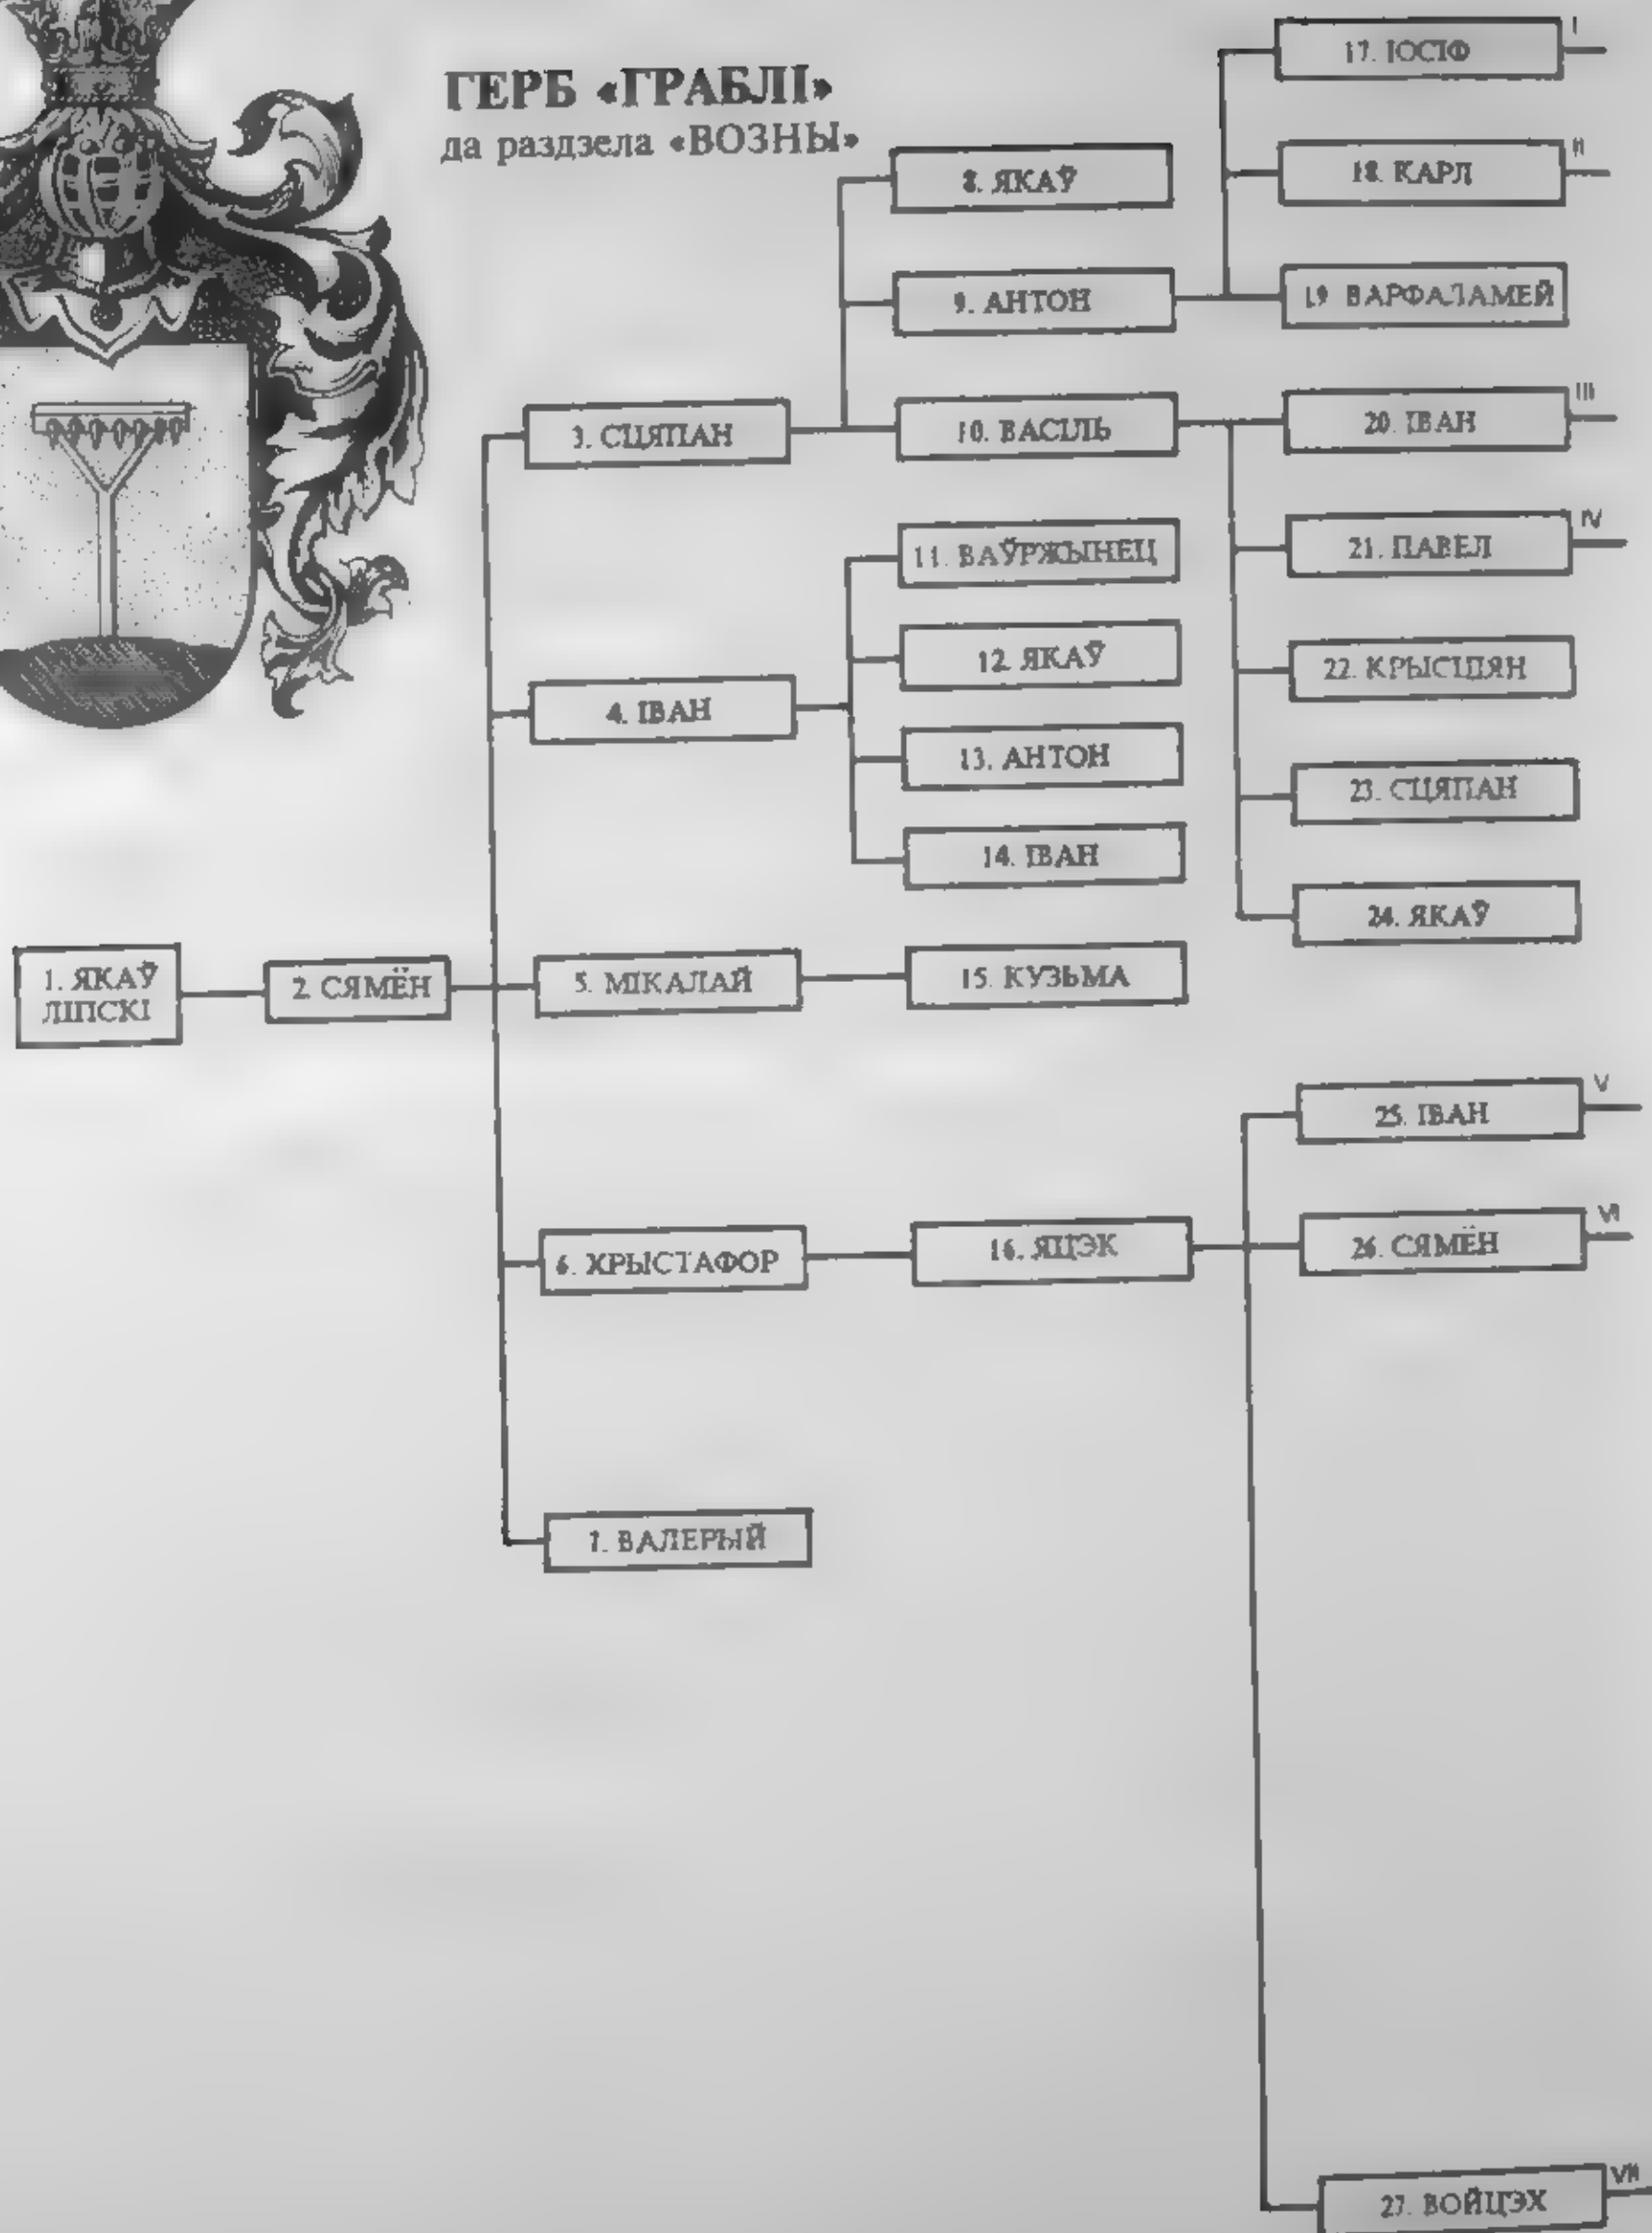 ГЕРБ «ГРАБЛІ»
да раздзела «ВОЗНЫ»
1. ЯКАЎ
ЛІПСКІ
2. СЯМЁН
3. СЦЯПАН
4. ІВАН
5. МІКАЛАЙ
6. ХРЫСТАФОР
7. ВАЛЕРЫЙ
8. ЯКАЎ
9. АНТОН
10. ВАСІЛЬ
11. ВАЎРЖЫНЕЦ
12. ЯКАЎ
13. АНТОН
14. ІВАН
15. КУЗЬМА
16. ЯЦЭК
17. ІОСІФ
I
18. КАРЛ
II
19. ВАРФАЛАМЕЙ
20. ІВАН
III
21. ПАВЕЛ
IV
22. КРЫСЦІЯН
23. СЦЯПАН
24. ЯКАЎ
25. ІВАН
V
26. СЯМЁН
VI
27. ВОЙЦЭХ
VII